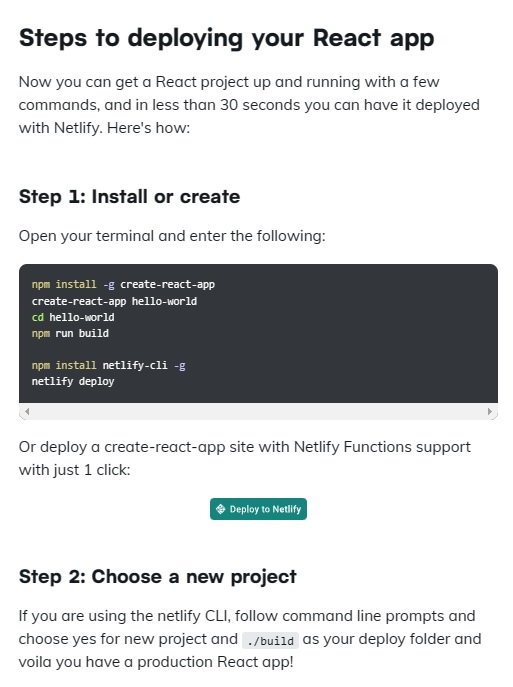 Steps to deploying your React app
Now you can get a React project up and running with a few
commands, and in less than 30 seconds you can have it deployed
with Netlify. Here's how:
Step 1: Install or create
Open your terminal and enter the following:
npm install -g create-react-app
create-react-app hello-world
cd hello-world
npm run build
npm install netlify-cli -g
netlify deploy
Or deploy a create-react-app site with Netlify Functions support
with just 1 click:
Deploy to Netlify
Step 2: Choose a new project
If you are using the netlify CLI, follow command line prompts and
choose yes for new project and ./build as your deploy folder and
voila you have a production React app!